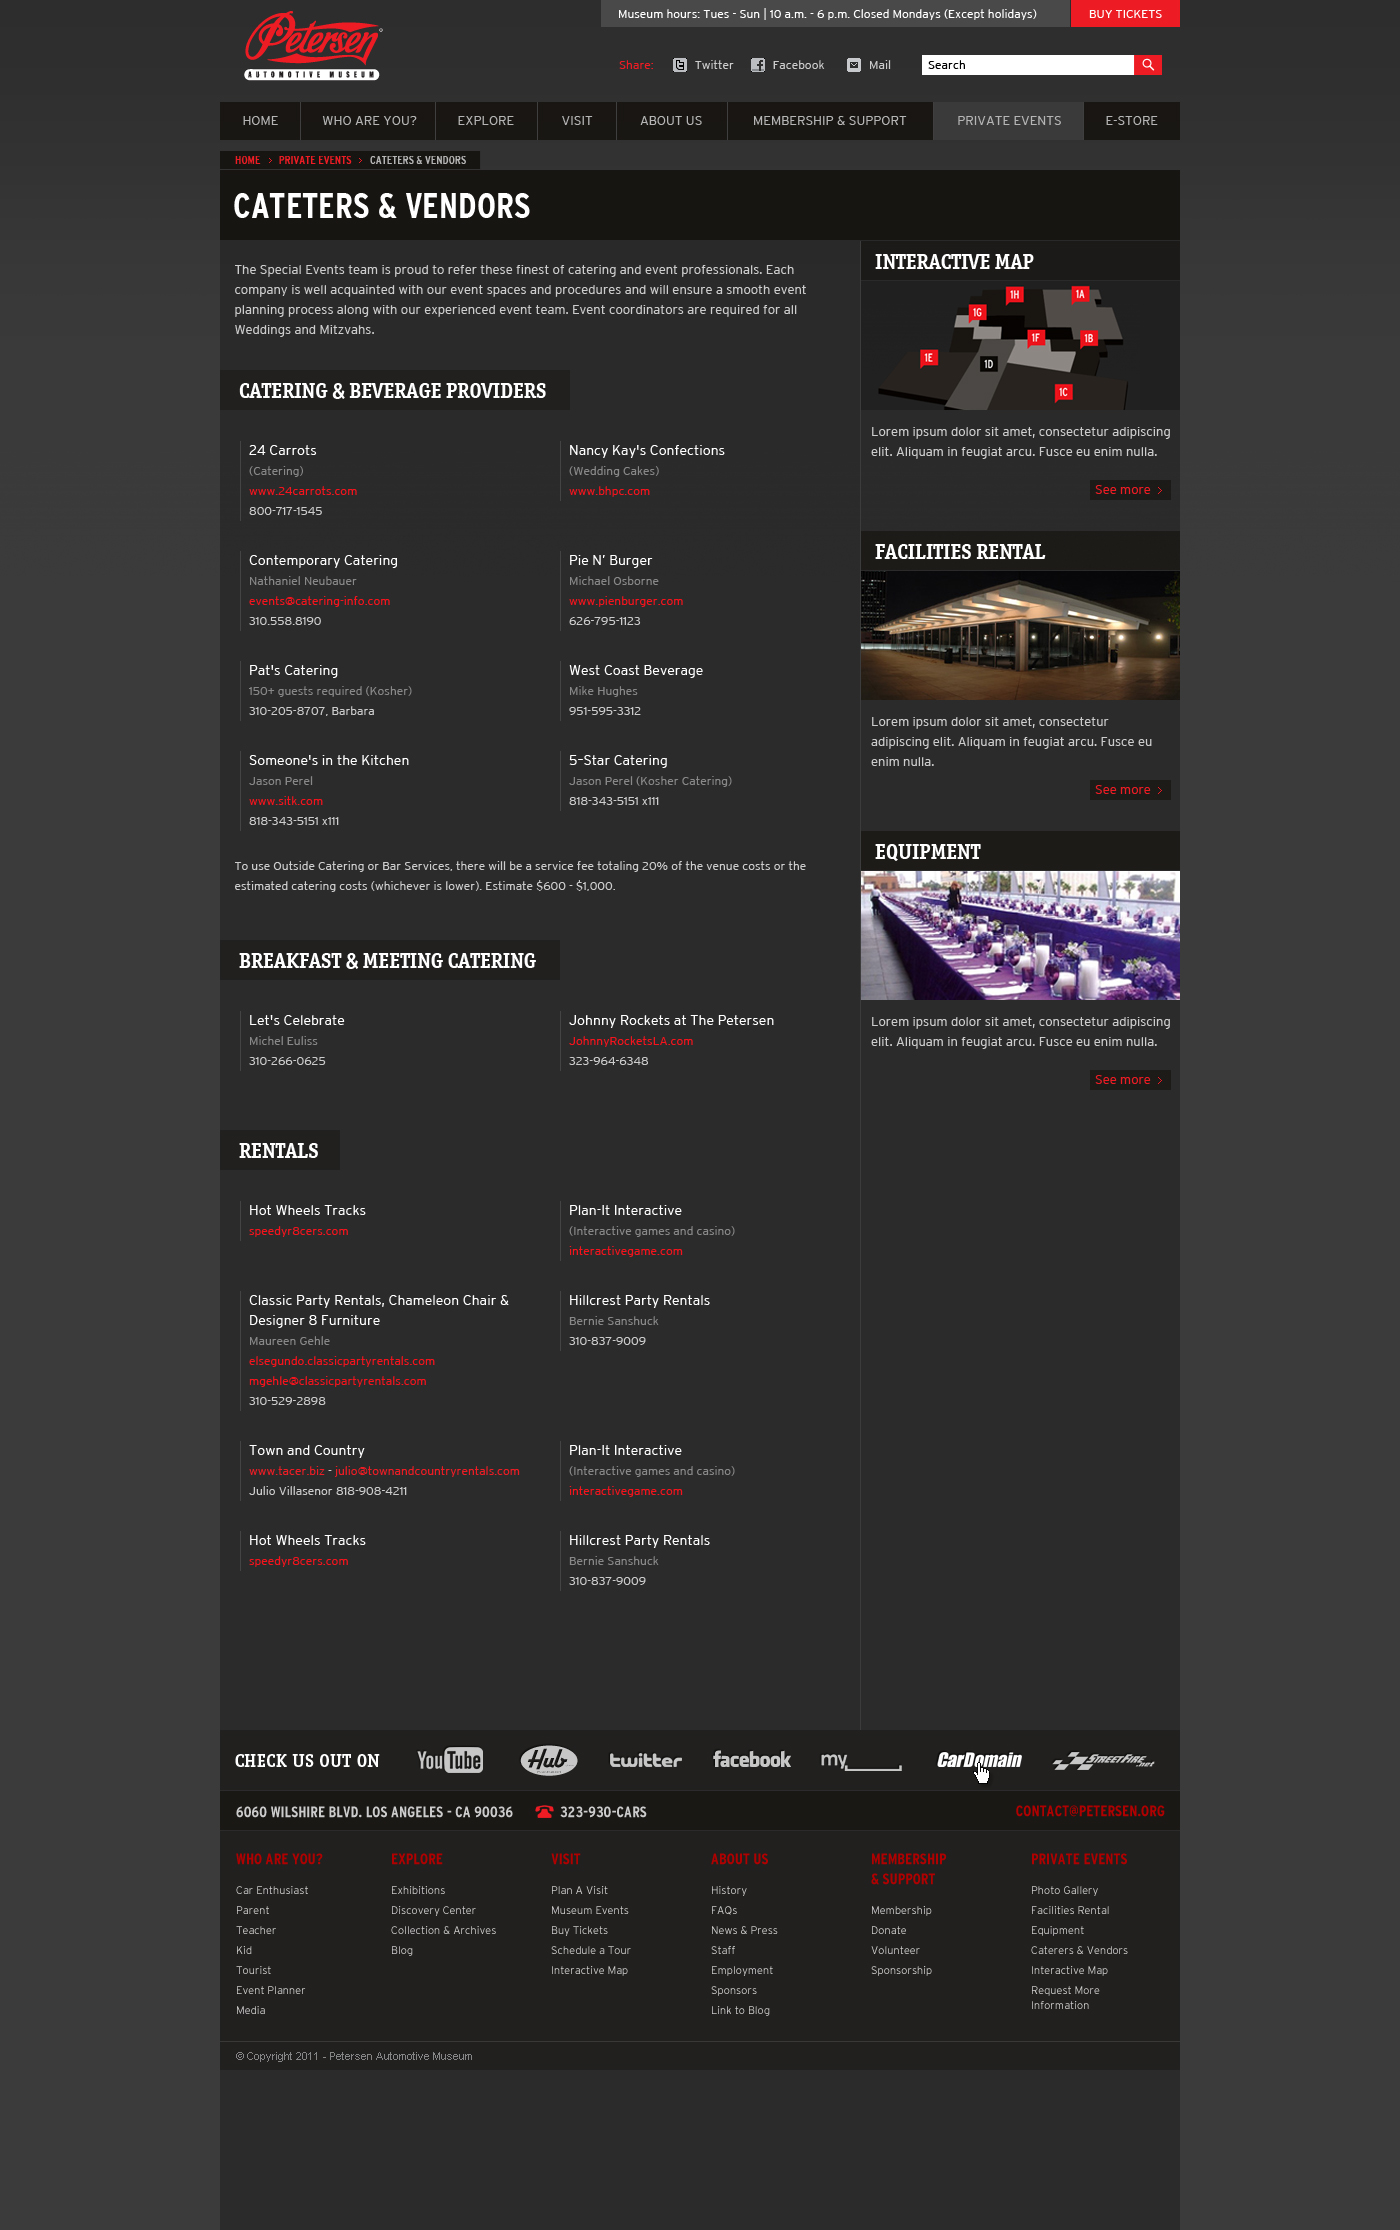 Museum hours: Tues - Sun | 10 a.m. - 6 p.m. Closed Mondays (Except holidays)
BUY TICKETS
Petersen
AUTOMOTIVE MUSEUM
Share:
Twitter
Facebook
Mail
Search
HOME
WHO ARE YOU?
EXPLORE
VISIT
ABOUT US
MEMBERSHIP & SUPPORT
PRIVATE EVENTS
E-STORE
HOME > PRIVATE EVENTS > CATETERS & VENDORS
CATETERS & VENDORS
The Special Events team is proud to refer these finest of catering and event professionals. Each
company is well acquainted with our event spaces and procedures and will ensure a smooth event
planning process along with our experienced event team. Event coordinators are required for all
Weddings and Mitzvahs.
CATERING & BEVERAGE PROVIDERS
24 Carrots
(Catering)
www.24carrots.com
800-717-1545
Nancy Kay's Confections
(Wedding Cakes)
www.bhpc.com
Contemporary Catering
Nathaniel Neubauer
events@catering-info.com
310.558.8190
Pie N' Burger
Michael Osborne
www.pienburger.com
626-795-1123
Pat's Catering
150+ guests required (Kosher)
310-205-8707, Barbara
West Coast Beverage
Mike Hughes
951-595-3312
Someone's in the Kitchen
Jason Perel
www.sitk.com
818-343-5151 x111
5-Star Catering
Jason Perel (Kosher Catering)
818-343-5151 x111
To use Outside Catering or Bar Services, there will be a service fee totaling 20% of the venue costs or the
estimated catering costs (whichever is lower). Estimate $600 - $1,000.
BREAKFAST & MEETING CATERING
Let's Celebrate
Michel Euliss
310-266-0625
Johnny Rockets at The Petersen
JohnnyRocketsLA.com
323-964-6348
RENTALS
Hot Wheels Tracks
speedyr8cers.com
Plan-It Interactive
(Interactive games and casino)
interactivegame.com
Classic Party Rentals, Chameleon Chair &
Designer 8 Furniture
Maureen Gehle
elsegundo.classicpartyrentals.com
mgehle@classicpartyrentals.com
310-529-2898
Hillcrest Party Rentals
Bernie Sanshuck
310-837-9009
Town and Country
www.tacer.biz - julio@townandcountryrentals.com
Julio Villasenor 818-908-4211
Plan-It Interactive
(Interactive games and casino)
interactivegame.com
Hot Wheels Tracks
speedyr8cers.com
Hillcrest Party Rentals
Bernie Sanshuck
310-837-9009
INTERACTIVE MAP
1H
1A
1G
1F
1B
1E
1D
1C
Lorem ipsum dolor sit amet, consectetur adipiscing
elit. Aliquam in feugiat arcu. Fusce eu enim nulla.
See more >
FACILITIES RENTAL
Lorem ipsum dolor sit amet, consectetur
adipiscing elit. Aliquam in feugiat arcu. Fusce eu
enim nulla.
See more >
EQUIPMENT
Lorem ipsum dolor sit amet, consectetur adipiscing
elit. Aliquam in feugiat arcu. Fusce eu enim nulla.
See more >
CHECK US OUT ON
YouTube
Hub
twitter
facebook
my
CarDomain
STREETFIRE.net
6060 WILSHIRE BLVD. LOS ANGELES - CA 90036
323-930-CARS
CONTACT@PETERSEN.ORG
WHO ARE YOU?
Car Enthusiast
Parent
Teacher
Kid
Tourist
Event Planner
Media
EXPLORE
Exhibitions
Discovery Center
Collection & Archives
Blog
VISIT
Plan A Visit
Museum Events
Buy Tickets
Schedule a Tour
Interactive Map
ABOUT US
History
FAQs
News & Press
Staff
Employment
Sponsors
Link to Blog
MEMBERSHIP
& SUPPORT
Membership
Donate
Volunteer
Sponsorship
PRIVATE EVENTS
Photo Gallery
Facilities Rental
Equipment
Caterers & Vendors
Interactive Map
Request More
Information
© Copyright 2011 - Petersen Automotive Museum